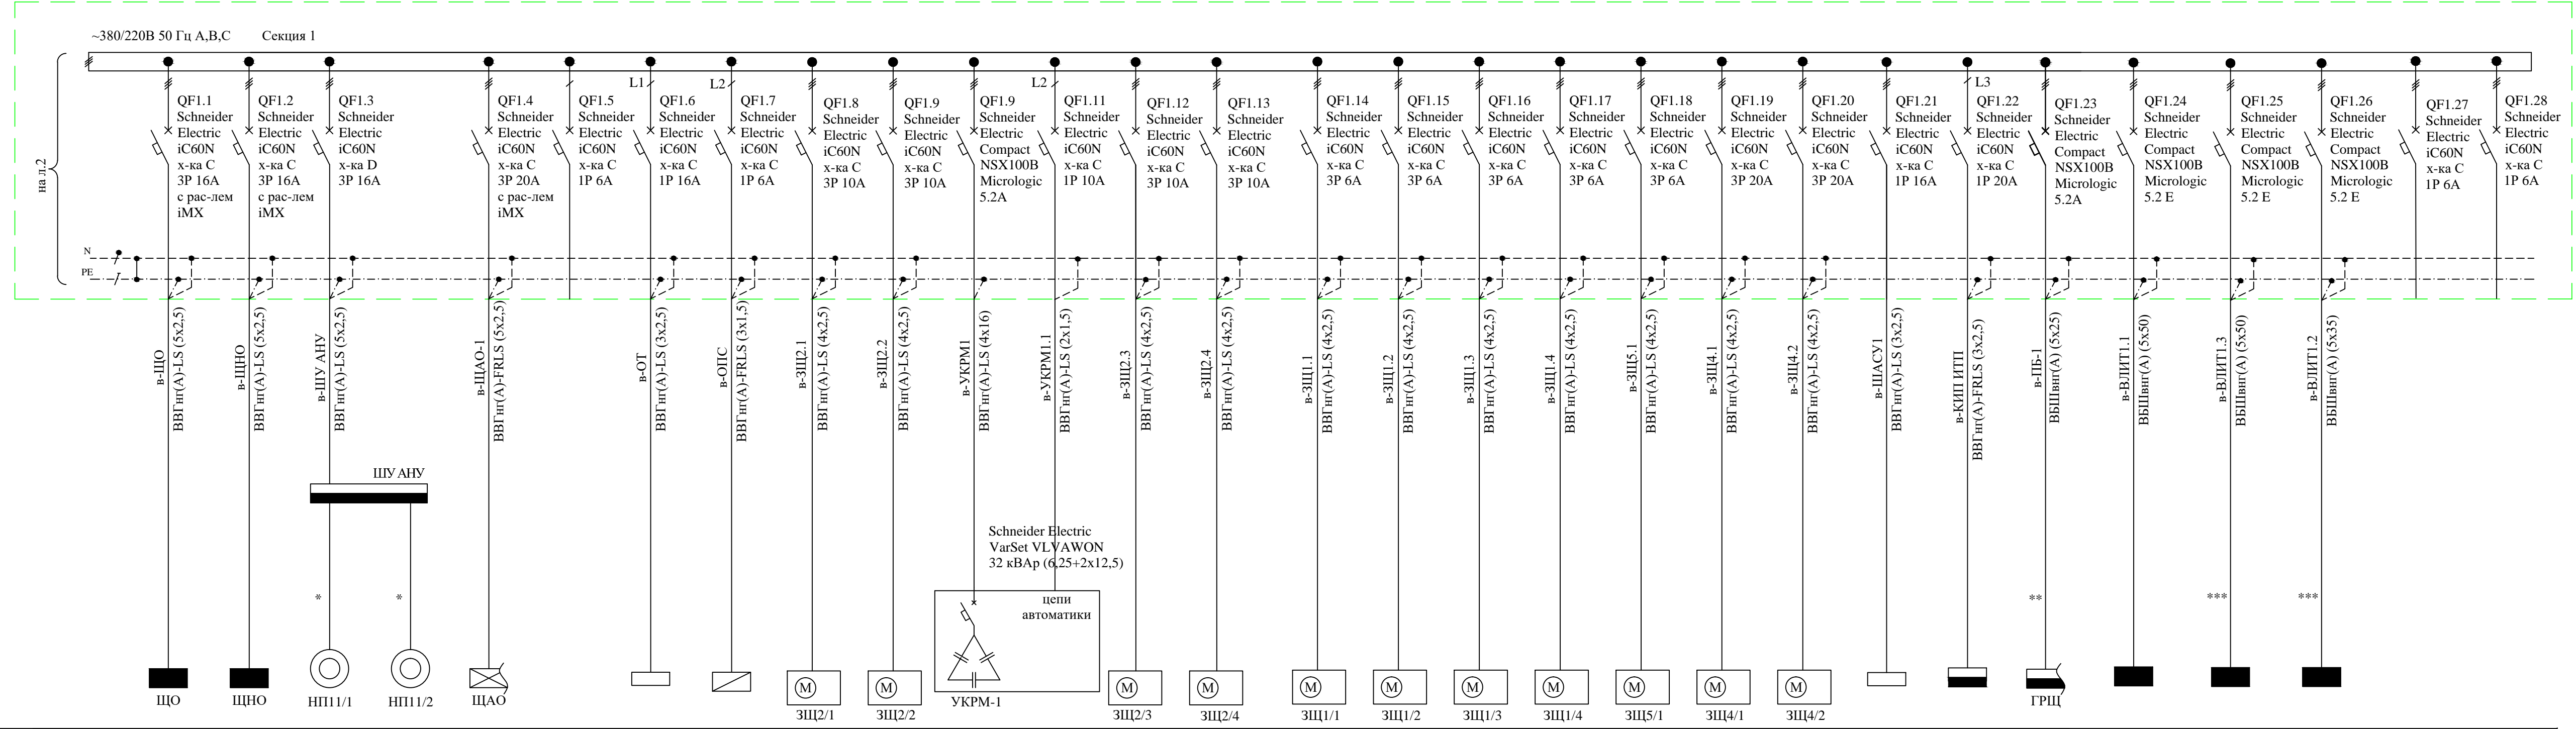 ~380/220В 50 Гц А,В,С
Секция 1
на л.2
L1
L2
L2
L3
QF1.1
Schneider
Electric
iC60N
х-ка С
3Р 16А
с рас-лем
iMX
QF1.2
Schneider
Electric
iC60N
х-ка С
3Р 16А
с рас-лем
iMX
QF1.3
Schneider
Electric
iC60N
х-ка D
3Р 16А
QF1.4
Schneider
Electric
iC60N
х-ка С
3Р 20А
с рас-лем
iMX
QF1.5
Schneider
Electric
iC60N
х-ка С
1Р 6А
QF1.6
Schneider
Electric
iC60N
х-ка С
1Р 16А
QF1.7
Schneider
Electric
iC60N
х-ка С
1Р 6А
QF1.8
Schneider
Electric
iC60N
х-ка С
3Р 10А
QF1.9
Schneider
Electric
iC60N
х-ка С
3Р 10А
QF1.9
Schneider
Electric
Compact
NSX100B
Micrologic
5.2A
QF1.11
Schneider
Electric
iC60N
х-ка С
1Р 10А
QF1.12
Schneider
Electric
iC60N
х-ка С
3Р 10А
QF1.13
Schneider
Electric
iC60N
х-ка С
3Р 10А
QF1.14
Schneider
Electric
iC60N
х-ка С
3Р 6А
QF1.15
Schneider
Electric
iC60N
х-ка С
3Р 6А
QF1.16
Schneider
Electric
iC60N
х-ка С
3Р 6А
QF1.17
Schneider
Electric
iC60N
х-ка С
3Р 6А
QF1.18
Schneider
Electric
iC60N
х-ка С
3Р 6А
QF1.19
Schneider
Electric
iC60N
х-ка С
3Р 20А
QF1.20
Schneider
Electric
iC60N
х-ка С
3Р 20А
QF1.21
Schneider
Electric
iC60N
х-ка С
1Р 16А
QF1.22
Schneider
Electric
iC60N
х-ка С
1Р 20А
QF1.23
Schneider
Electric
Compact
NSX100B
Micrologic
5.2A
QF1.24
Schneider
Electric
Compact
NSX100B
Micrologic
5.2 E
QF1.25
Schneider
Electric
Compact
NSX100B
Micrologic
5.2 E
QF1.26
Schneider
Electric
Compact
NSX100B
Micrologic
5.2 E
QF1.27
Schneider
Electric
iC60N
х-ка С
1Р 6А
QF1.28
Schneider
Electric
iC60N
х-ка С
1Р 6А
N
PE
в-ЩО
ВВГнг(А)-LS (5х2,5)
в-ЩНО
ВВГнг(А)-LS (5х2,5)
в-ШУ АНУ
ВВГнг(А)-LS (5х2,5)
в-ЩАО-1
ВВГнг(А)-FRLS (5х2,5)
в-ОТ
ВВГнг(А)-LS (3х2,5)
в-ОПС
ВВГнг(А)-FRLS (3х1,5)
в-ЗЩ2.1
ВВГнг(А)-LS (4х2,5)
в-ЗЩ2.2
ВВГнг(А)-LS (4х2,5)
в-УКРМ1
ВВГнг(А)-LS (4х16)
в-УКРМ1.1
ВВГнг(А)-LS (2х1,5)
в-ЗЩ2.3
ВВГнг(А)-LS (4х2,5)
в-ЗЩ2.4
ВВГнг(А)-LS (4х2,5)
в-ЗЩ1.1
ВВГнг(А)-LS (4х2,5)
в-ЗЩ1.2
ВВГнг(А)-LS (4х2,5)
в-ЗЩ1.3
ВВГнг(А)-LS (4х2,5)
в-ЗЩ1.4
ВВГнг(А)-LS (4х2,5)
в-ЗЩ5.1
ВВГнг(А)-LS (4х2,5)
в-ЗЩ4.1
ВВГнг(А)-LS (4х2,5)
в-ЗЩ4.2
ВВГнг(А)-LS (4х2,5)
в-ШАСУ1
ВВГнг(А)-LS (3х2,5)
в-КИП ИТП
ВВГнг(А)-FRLS (3х2,5)
в-ПБ-1
ВБШвнг(А) (5х25)
в-ВЛИТ1.1
ВБШвнг(А) (5х50)
в-ВЛИТ1.3
ВБШвнг(А) (5х50)
в-ВЛИТ1.2
ВБШвнг(А) (5х35)
ШУ АНУ
Schneider Electric
VarSet VLVAWON
32 кВАр (6,25+2х12,5)
цепи
автоматики
*
*
**
***
***
М
М
М
М
М
М
М
М
М
М
М
ЩО
ЩНО
НП11/1
НП11/2
ЩАО
ЗЩ2/1
ЗЩ2/2
УКРМ-1
ЗЩ2/3
ЗЩ2/4
ЗЩ1/1
ЗЩ1/2
ЗЩ1/3
ЗЩ1/4
ЗЩ5/1
ЗЩ4/1
ЗЩ4/2
ГРЩ